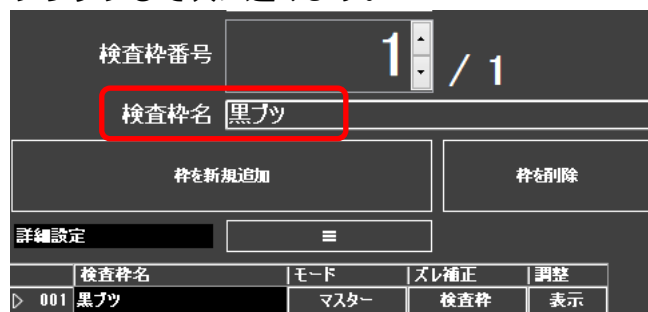 検査枠番号 1 / 1
検査枠名 黒ブツ
枠を新規追加 枠を削除
詳細設定 ≡
検査枠名 モード ズレ補正 調整
001 黒ブツ マスター 検査枠 表示